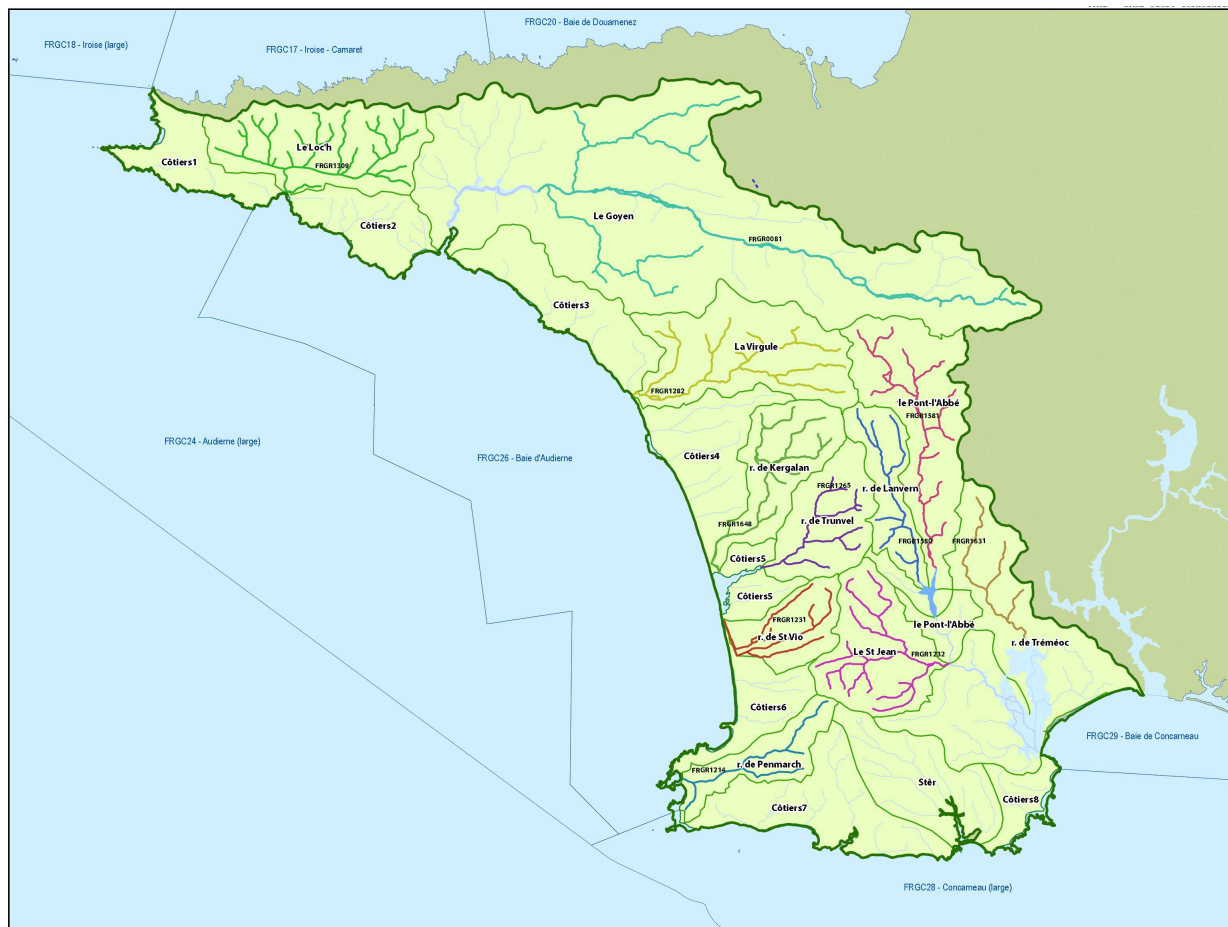 FRGC20 - Baie de Douarnenez
FRGC18 - Iroise (large)
FRGC17 - Iroise - Camaret
Le Loc'h
Côtiers1
FRGR1309
Le Goyen
Côtiers2
FRGR0081
Côtiers3
La Virgule
FRGR1282
le Pont-l'Abbé
FRGR1581
FRGC24 - Audierne (large)
Côtiers4
FRGC26 - Baie d'Audierne
r. de Kergalan
FRGR1265
r. de Lanvern
r. de Trunvel
FRGR1648
FRGR1580
FRGR1631
Côtiers5
Côtiers5
FRGR1231
le Pont-l'Abbé
r. de St Vio
r. de Tréméoc
Le St Jean
FRGR1232
Côtiers6
FRGC29 - Baie de Concarneau
r. de Penmarch
FRGR1214
Stêr
Côtiers8
Côtiers7
FRGC28 - Concarneau (large)